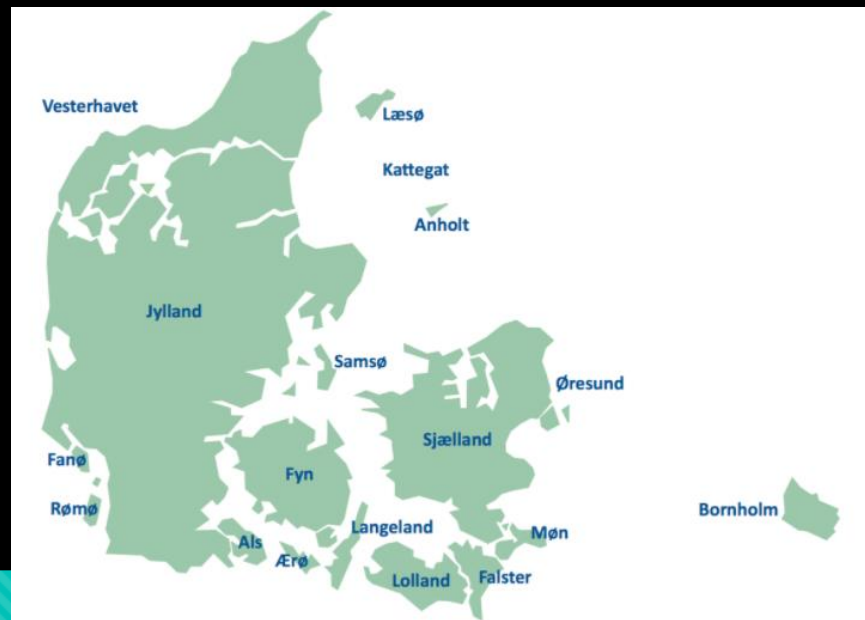 Vesterhavet
Læsø
Kattegat
Anholt
Jylland
Samsø
Øresund
Sjælland
Fanø
Fyn
Rømø
Bornholm
Langeland
Møn
Als
Ærø
Lolland
Falster